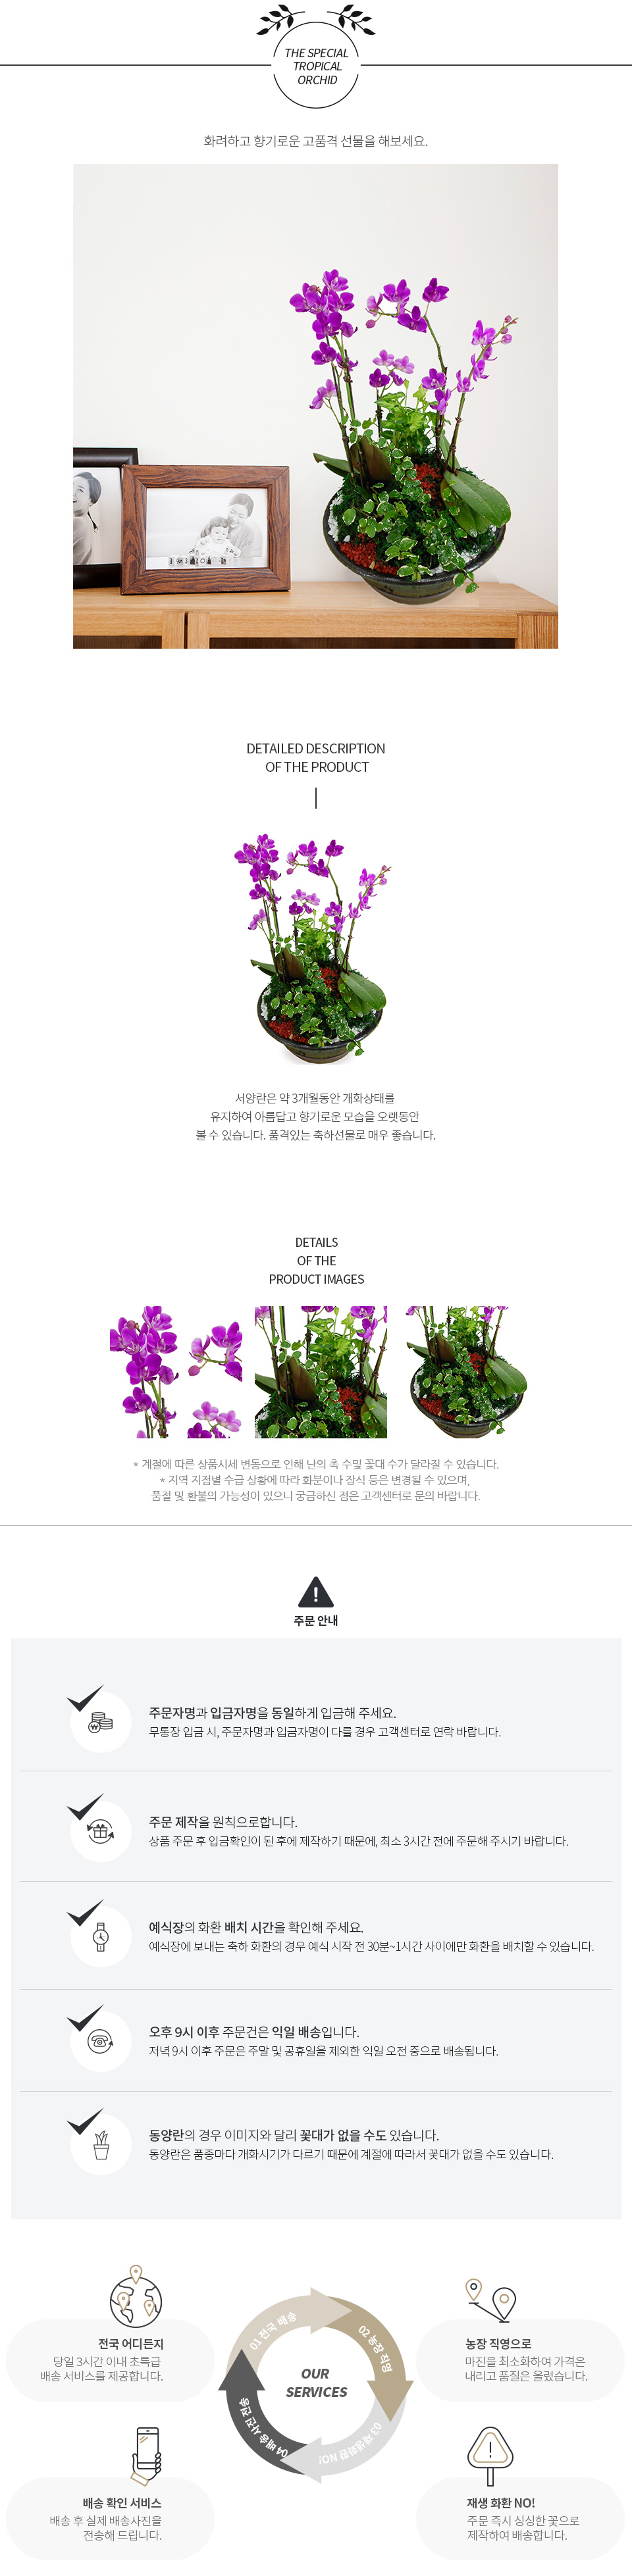 THE SPECIAL
TROPICAL
ORCHID
화려하고 향기로운 고품격 선물을 해보세요.
DETAILED DESCRIPTION
OF THE PRODUCT
서양란은 약 3개월동안 개화상태를
유지하여 아름답고 향기로운 모습을 오랫동안
볼 수 있습니다. 품격있는 축하선물로 매우 좋습니다.
DETAILS
OF THE
PRODUCT IMAGES
* 계절에 따른 상품시세 변동으로 인해 난의 촉 수및 꽃대 수가 달라질 수 있습니다.
* 지역 지점별 수급 상황에 따라 화분이나 장식 등은 변경될 수 있으며,
품절 및 환불의 가능성이 있으니 궁금하신 점은 고객센터로 문의 바랍니다.
주문 안내
주문자명과 입금자명을 동일하게 입금해 주세요.
무통장 입금 시, 주문자명과 입금자명이 다를 경우 고객센터로 연락 바랍니다.
주문 제작을 원칙으로합니다.
상품 주문 후 입금확인이 된 후에 제작하기 때문에, 최소 3시간 전에 주문해 주시기 바랍니다.
예식장의 화환 배치 시간을 확인해 주세요.
예식장에 보내는 축하 화환의 경우 예식 시작 전 30분~1시간 사이에만 화환을 배치할 수 있습니다.
오후 9시 이후 주문건은 익일 배송입니다.
저녁 9시 이후 주문은 주말 및 공휴일을 제외한 익일 오전 중으로 배송됩니다.
동양란의 경우 이미지와 달리 꽃대가 없을 수도 있습니다.
동양란은 품종마다 개화시기가 다르기 때문에 계절에 따라서 꽃대가 없을 수도 있습니다.
전국 어디든지
당일 3시간 이내 초특급
배송 서비스를 제공합니다.
01 전국 배송
02 농장 직영
OUR
SERVICES
03 재생화환 NO!
04 배송사진 전송
농장 직영으로
마진을 최소화하여 가격은
내리고 품질은 올렸습니다.
배송 확인 서비스
배송 후 실제 배송사진을
전송해 드립니다.
재생 화환 NO!
주문 즉시 싱싱한 꽃으로
제작하여 배송합니다.